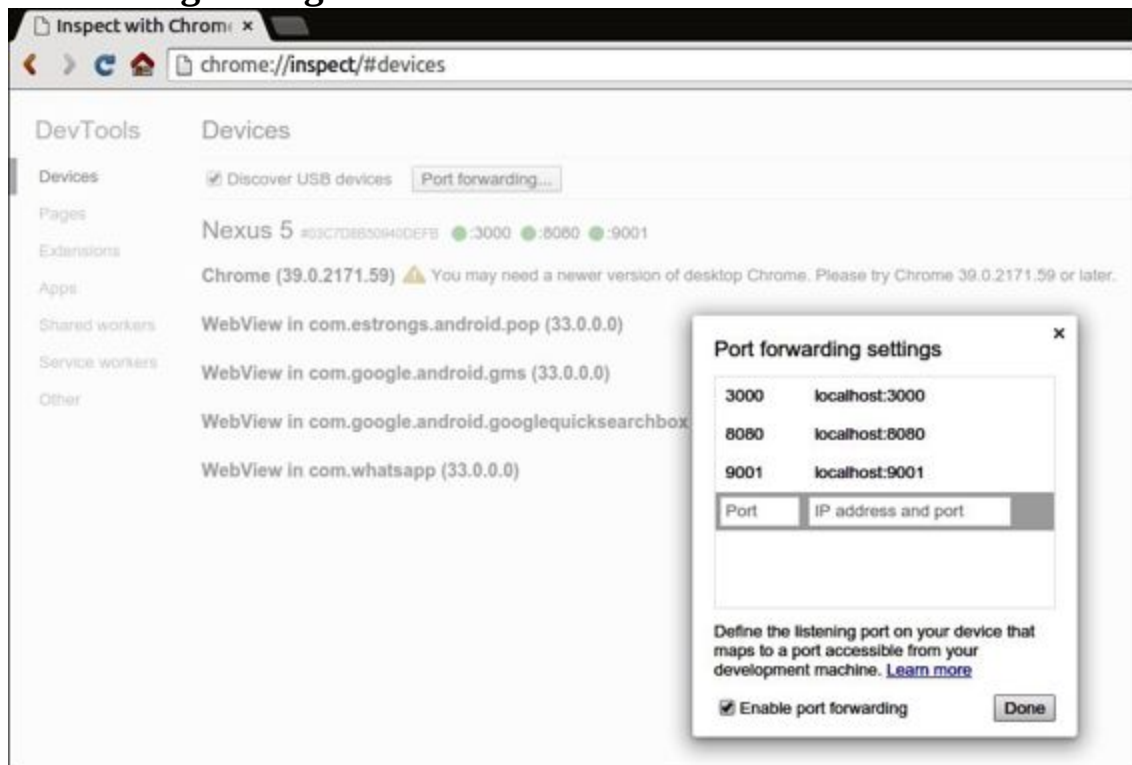 Inspect with Chrom
chrome://inspect/#devices
DevTools
Devices
Devices
Discover USB devices
Port forwarding...
Pages
Nexus 5 :3000 :8080 :9001
Extensions
Chrome (39.0.2171.59) You may need a newer version of desktop Chrome. Please try Chrome 39.0.2171.59 or later.
Apps
Shared workers
WebView in com.estrongs.android.pop (33.0.0.0)
Service workers
WebView in com.google.android.gms (33.0.0.0)
Other
WebView in com.google.android.googlequicksearchbox
WebView in com.whatsapp (33.0.0.0)
Port forwarding settings
3000 localhost:3000
8080 localhost:8080
9001 localhost:9001
Port IP address and port
Define the listening port on your device that
maps to a port accessible from your
development machine. Learn more
Enable port forwarding
Done